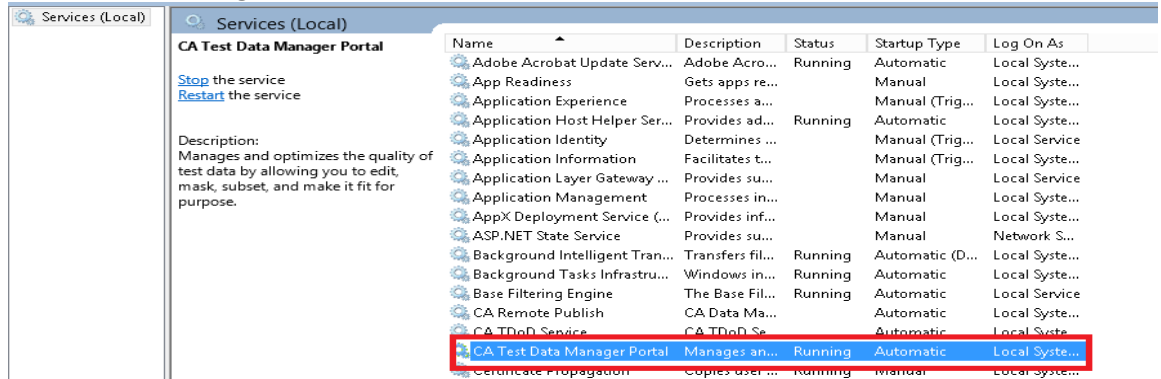 Services (Local)
Services (Local)
CA Test Data Manager Portal
Stop the service
Restart the service
Description:
Manages and optimizes the quality of
test data by allowing you to edit,
mask, subset, and make it fit for
purpose.
Name Description Status Startup Type Log On As
Adobe Acrobat Update Serv... Adobe Acro... Running Automatic Local Syste...
App Readiness Gets apps re... Manual Local Syste...
Application Experience Processes a... Manual (Trig... Local Syste...
Application Host Helper Ser... Provides ad... Running Automatic Local Syste...
Application Identity Determines ... Manual (Trig... Local Service
Application Information Facilitates t... Manual (Trig... Local Syste...
Application Layer Gateway ... Provides su... Manual Local Service
Application Management Processes in... Manual Local Syste...
AppX Deployment Service (... Provides inf... Manual Local Syste...
ASP.NET State Service Provides su... Manual Network S...
Background Intelligent Tran... Transfers fil... Running Automatic (D... Local Syste...
Background Tasks Infrastru... Windows in... Running Automatic Local Syste...
Base Filtering Engine The Base Fil... Running Automatic Local Service
CA Remote Publish CA Data Ma... Automatic Local Syste...
CA TDoD Service CA TDoD Se... Automatic Local Syste...
CA Test Data Manager Portal Manages an... Running Automatic Local Syste...
Certificate Propagation Copies user ... Running Manual Local Syste...